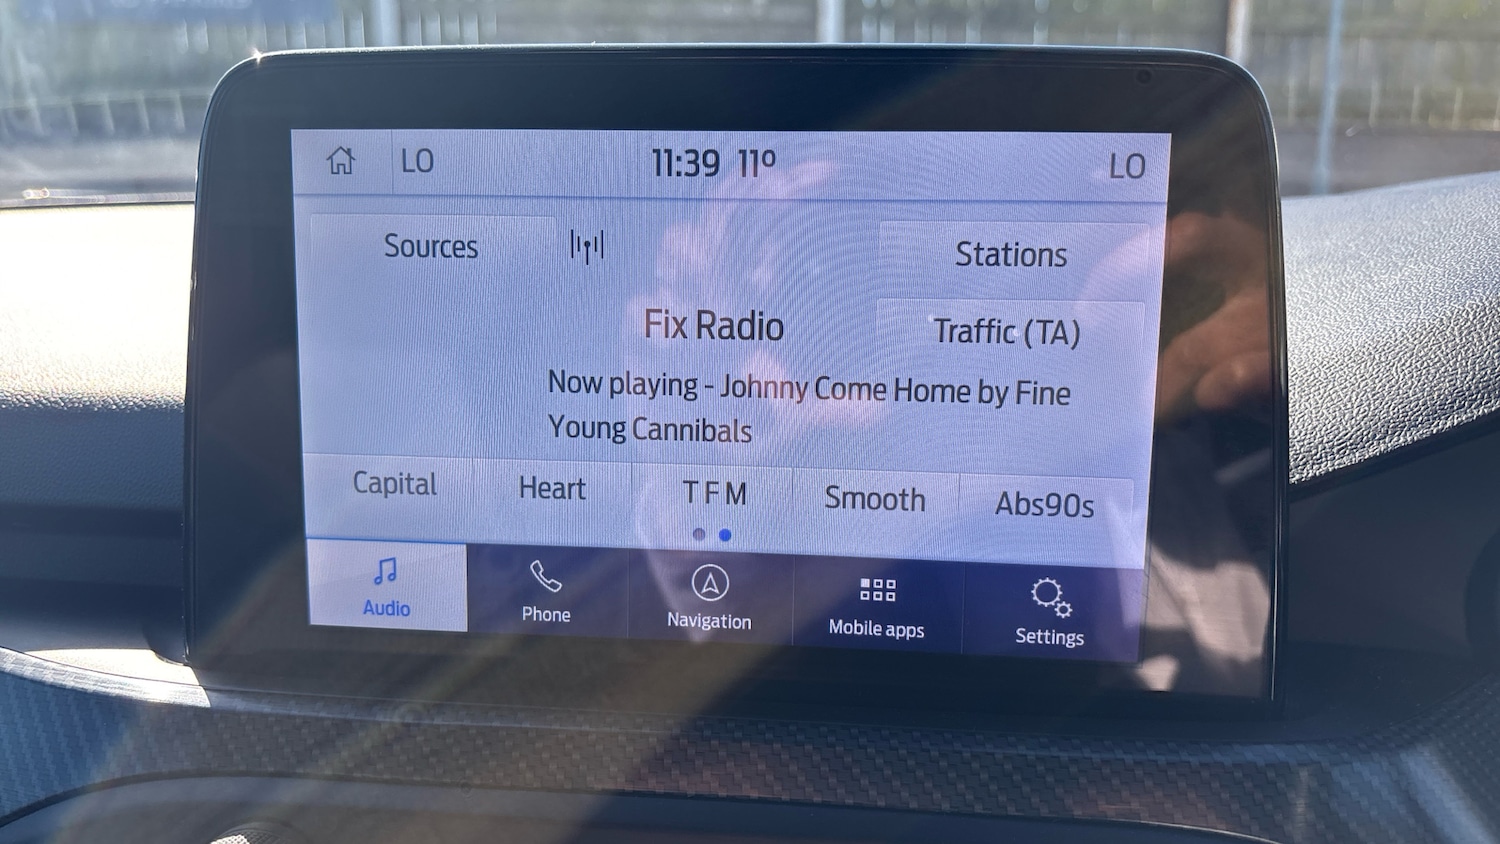 LO 11:39 11º LO
Sources Stations
Fix Radio Traffic (TA)
Now playing - Johnny Come Home by Fine
Young Cannibals
Capital Heart TFM Smooth Abs90s
Audio Phone Navigation Mobile apps Settings